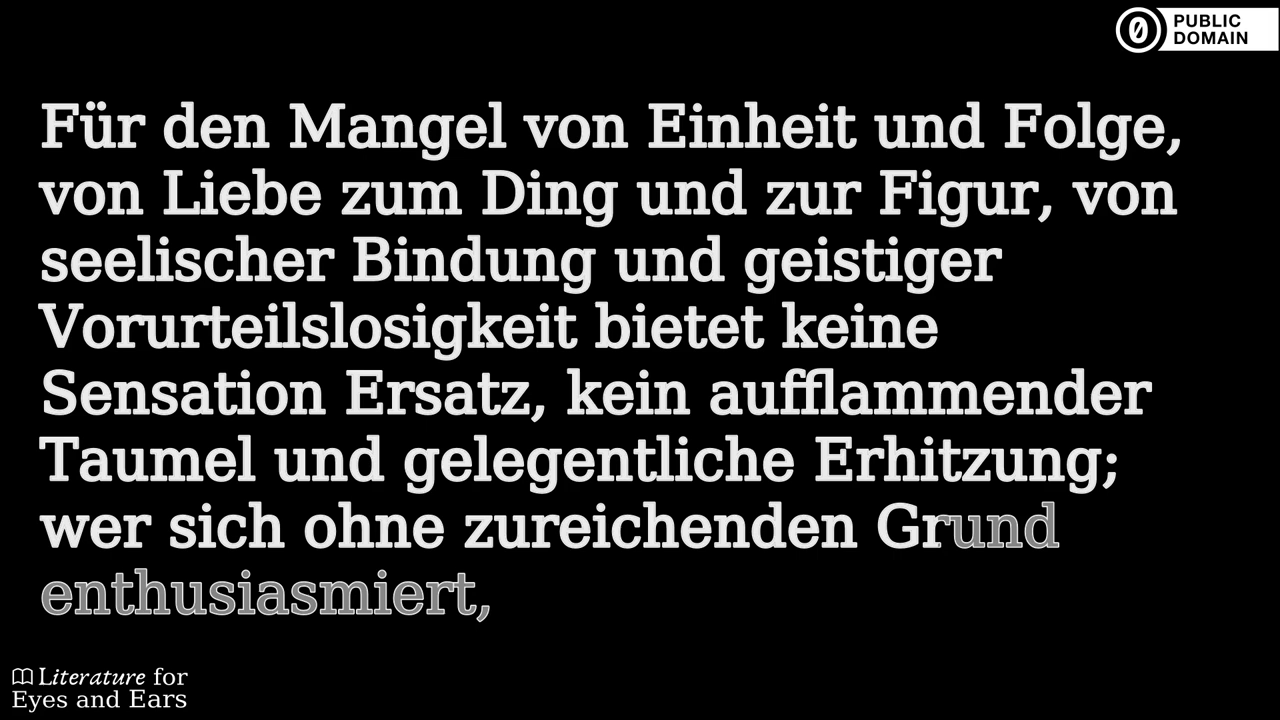 PUBLIC
DOMAIN
Für den Mangel von Einheit und Folge,
von Liebe zum Ding und zur Figur, von
seelischer Bindung und geistiger
Vorurteilslosigkeit bietet keine
Sensation Ersatz, kein aufflammender
Taumel und gelegentliche Erhitzung;
wer sich ohne zureichenden Grund
enthusiasmiert,
Literature for
Eyes and Ears